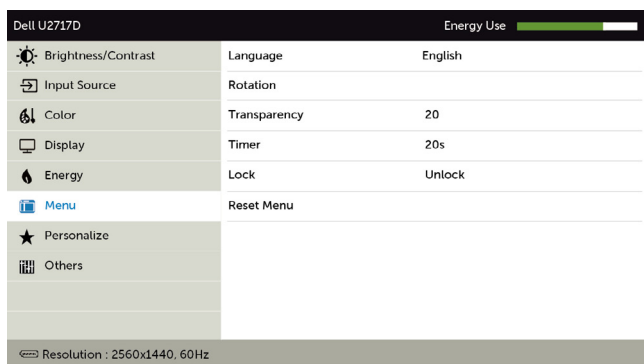 Dell U2717D Energy Use
Brightness/Contrast Language English
Input Source Rotation
Color Transparency 20
Display Timer 20s
Energy Lock Unlock
Menu Reset Menu
Personalize
Others
Resolution : 2560x1440, 60Hz